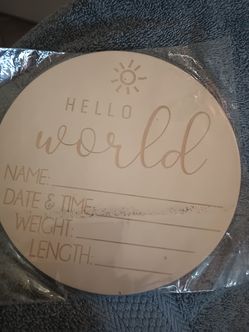 HELLO
world
NAME:
DATE & TIME:
WEIGHT:
LENGTH: